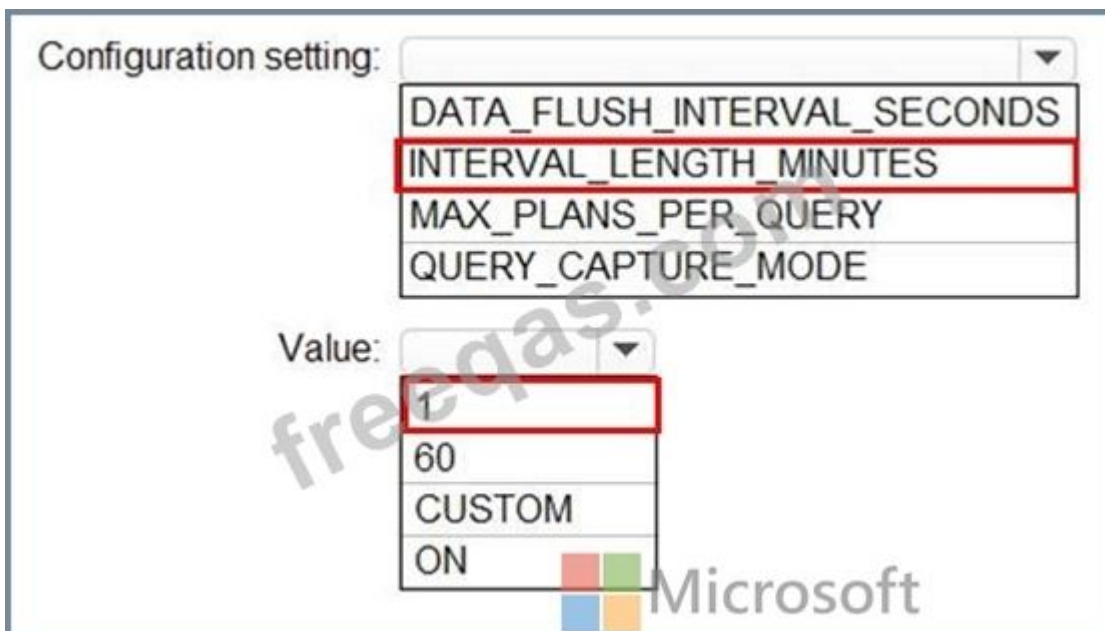 Configuration setting:
DATA_FLUSH_INTERVAL_SECONDS
INTERVAL_LENGTH_MINUTES
MAX_PLANS_PER_QUERY
QUERY_CAPTURE_MODE
Value:
1
60
CUSTOM
ON
freeqas.com
Microsoft